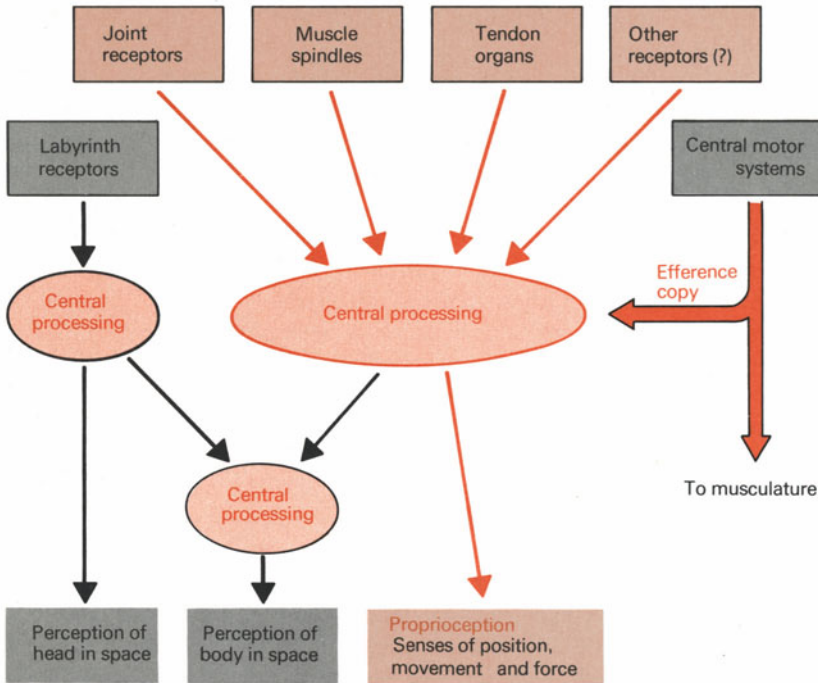 Joint
receptors
Muscle
spindles
Tendon
organs
Other
receptors (?)
Labyrinth
receptors
Central motor
systems
Efference
copy
Central
processing
Central processing
Central
processing
To musculature
Perception of
head in space
Perception of
body in space
Proprioception
Senses of position,
movement and force